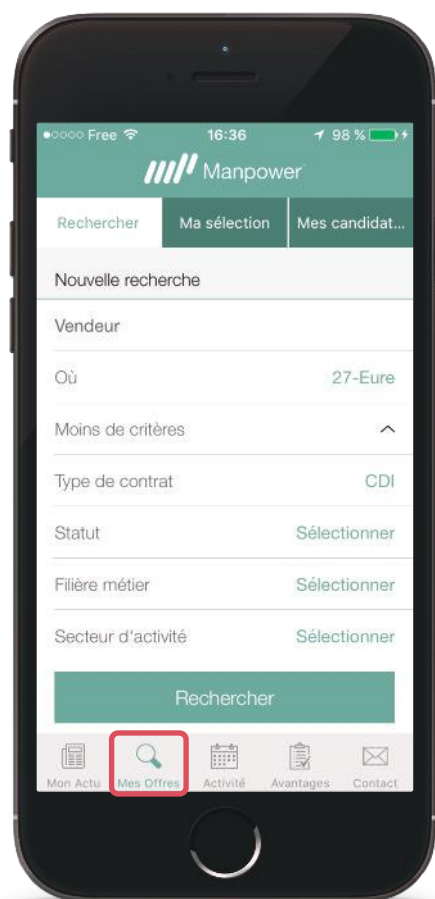 Free 16:36 98 %
Manpower
Rechercher Ma sélection Mes candidat...
Nouvelle recherche
Vendeur
Où 27-Eure
Moins de critères
Type de contrat CDI
Statut Sélectionner
Filière métier Sélectionner
Secteur d'activité Sélectionner
Rechercher
Mon Actu Mes Offres Activité Avantages Contact